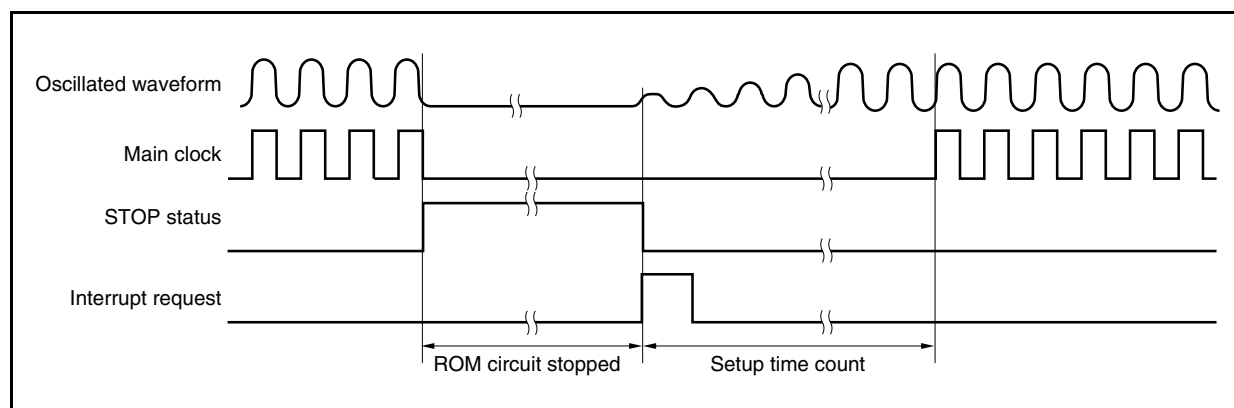 Oscillated waveform
Main clock
STOP status
Interrupt request
ROM circuit stopped
Setup time count